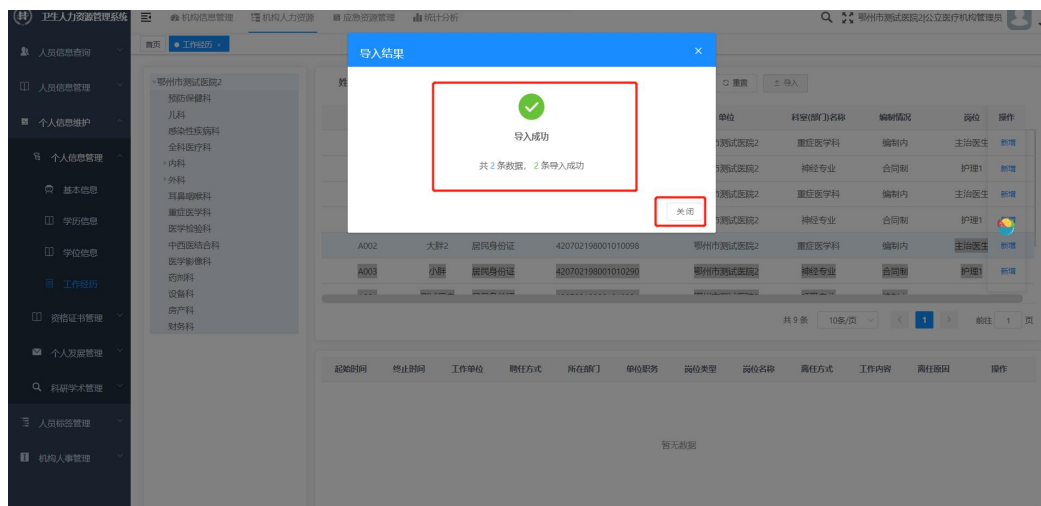 卫生人力资源管理系统
机构信息管理 机构人力资源 应急资源管理 统计分析
鄂州市测试医院2公立医疗机构管理员
首页 工作经历 ×
人员信息查询
人员信息管理
个人信息维护
个人信息管理
基本信息
学历信息
学位信息
工作经历
资格证书管理
个人发展管理
科研学术管理
人员标签管理
机构人事管理
鄂州市测试医院2
预防保健科
儿科
感染性疾病科
全科医疗科
内科
外科
耳鼻咽喉科
重症医学科
医学检验科
中西医结合科
医学影像科
药剂科
设备科
房产科
财务科
导入结果 ×
导入成功
共 2 条数据, 2 条导入成功
关闭
姓
重置 导入
单位 科室(部门)名称 编制情况 岗位 操作
测试医院2 重症医学科 编制内 主治医生 新增
测试医院2 神经专业 合同制 护理1 新增
测试医院2 重症医学科 编制内 主治医生 新增
测试医院2 神经专业 合同制 护理1
A002 大胖2 居民身份证 420702198001010098 鄂州市测试医院2 重症医学科 编制内 主治医生 新增
A003 小胖 居民身份证 420702198001010290 鄂州市测试医院2 神经专业 合同制 护理1 新增
共 9 条 10条/页 < 1 > 前往 1 页
起始时间 终止时间 工作单位 聘任方式 所在部门 单位职务 岗位类型 岗位名称 离任方式 工作内容 离任原因 操作
暂无数据